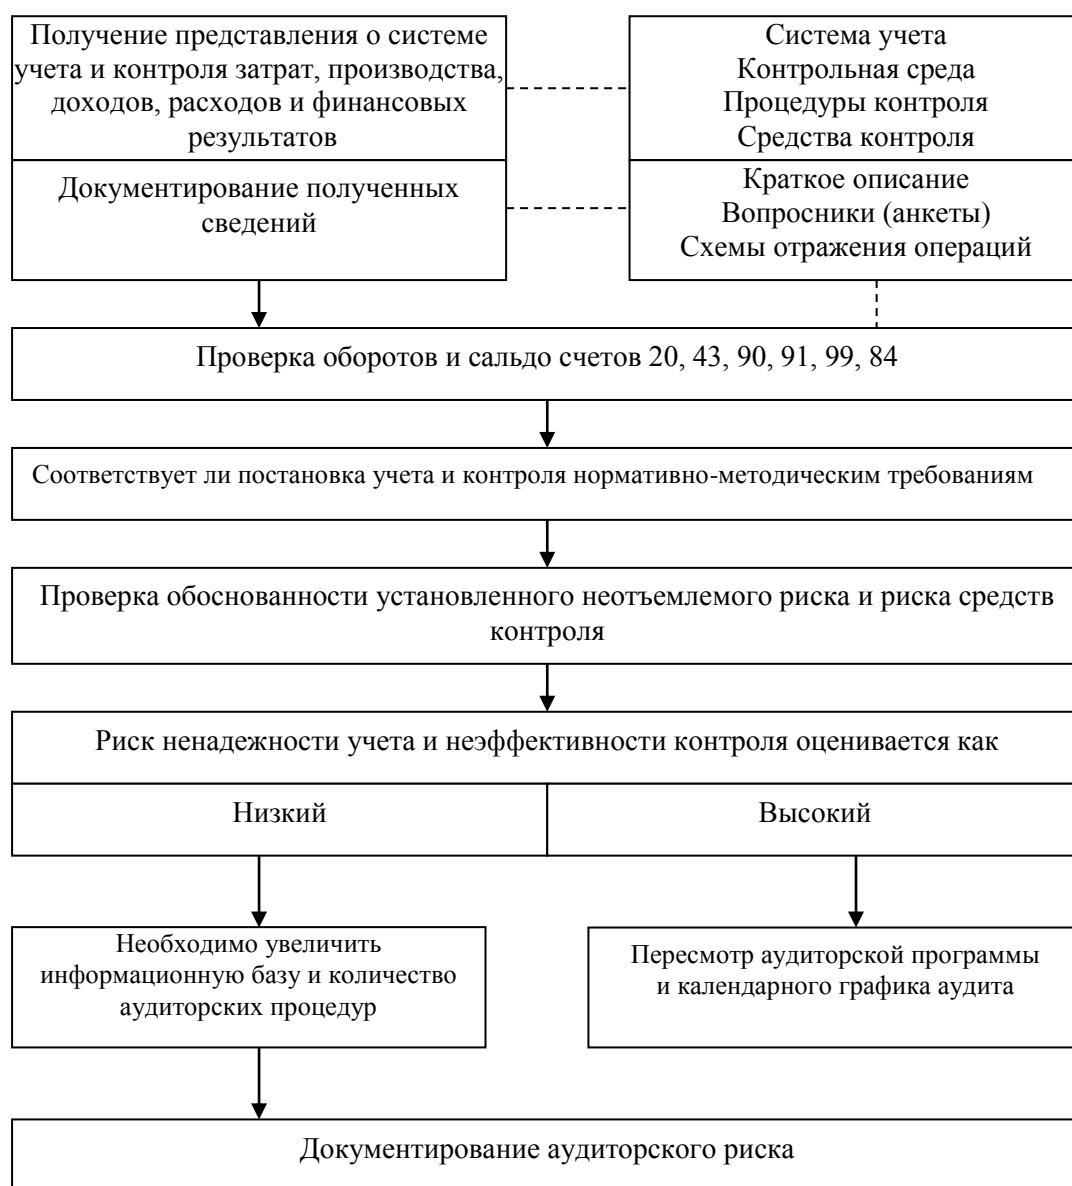 Получение представления о системе
учета и контроля затрат, производства,
доходов, расходов и финансовых
результатов
Система учета
Контрольная среда
Процедуры контроля
Средства контроля
Документирование полученных
сведений
Краткое описание
Вопросники (анкеты)
Схемы отражения операций
Проверка оборотов и сальдо счетов 20, 43, 90, 91, 99, 84
Соответствует ли постановка учета и контроля нормативно-методическим требованиям
Проверка обоснованности установленного неотъемлемого риска и риска средств
контроля
Риск ненадежности учета и неэффективности контроля оценивается как
Низкий
Высокий
Необходимо увеличить
информационную базу и количество
аудиторских процедур
Пересмотр аудиторской программы
и календарного графика аудита
Документирование аудиторского риска